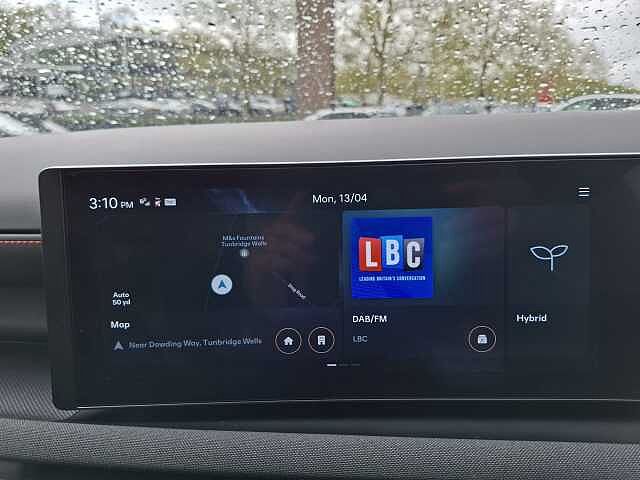 3:10 PM
Mon, 13/04
M&s Fountains
Tunbridge Wells
Auto
50 yd
Map
Near Dowding Way, Tunbridge Wells
LBC
LEADING BRITAIN'S CONVERSATION
DAB/FM
LBC
Hybrid